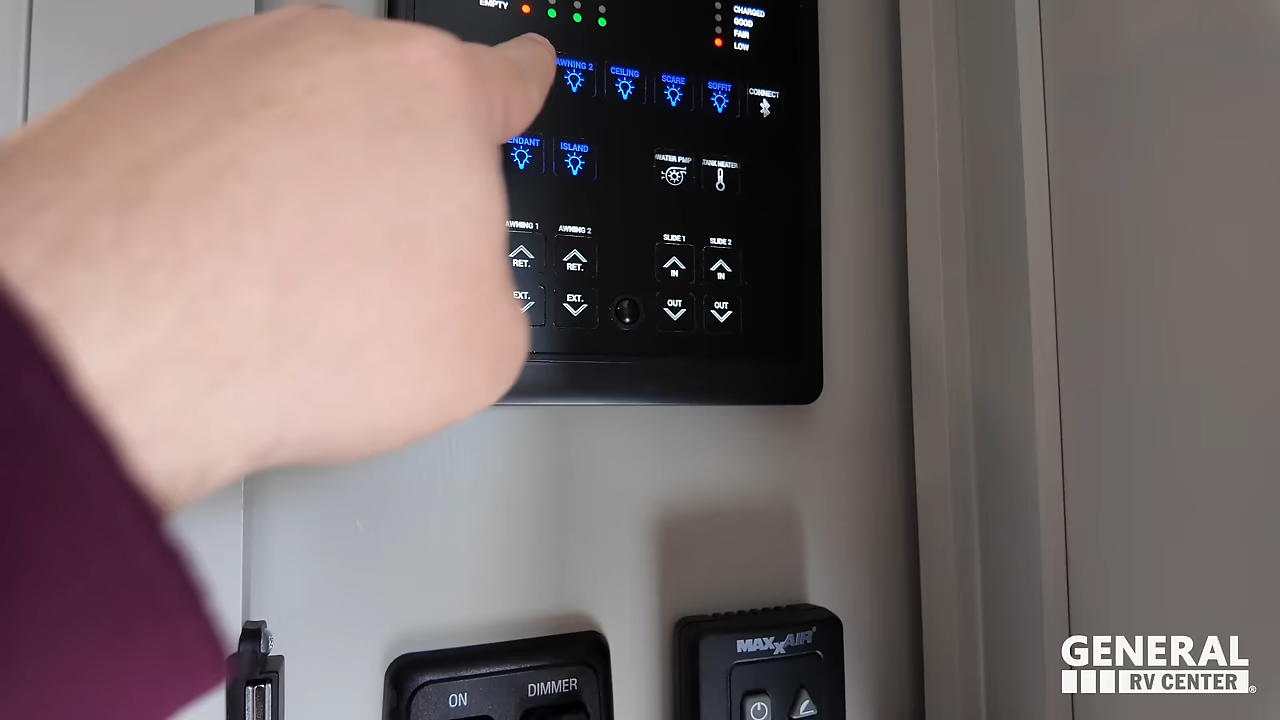 EMPTY
CHARGED
GOOD
FAIR
LOW
AWNING 2
CEILING
SCARE
SOFFIT
CONNECT
ISLAND
WATER PMP
TANK HEATER
AWNING 1
AWNING 2
SLIDE 1
SLIDE 2
RET.
RET.
IN
IN
EXT.
EXT.
OUT
OUT
MAXXAIR®
ON
DIMMER
GENERAL
RV CENTER®